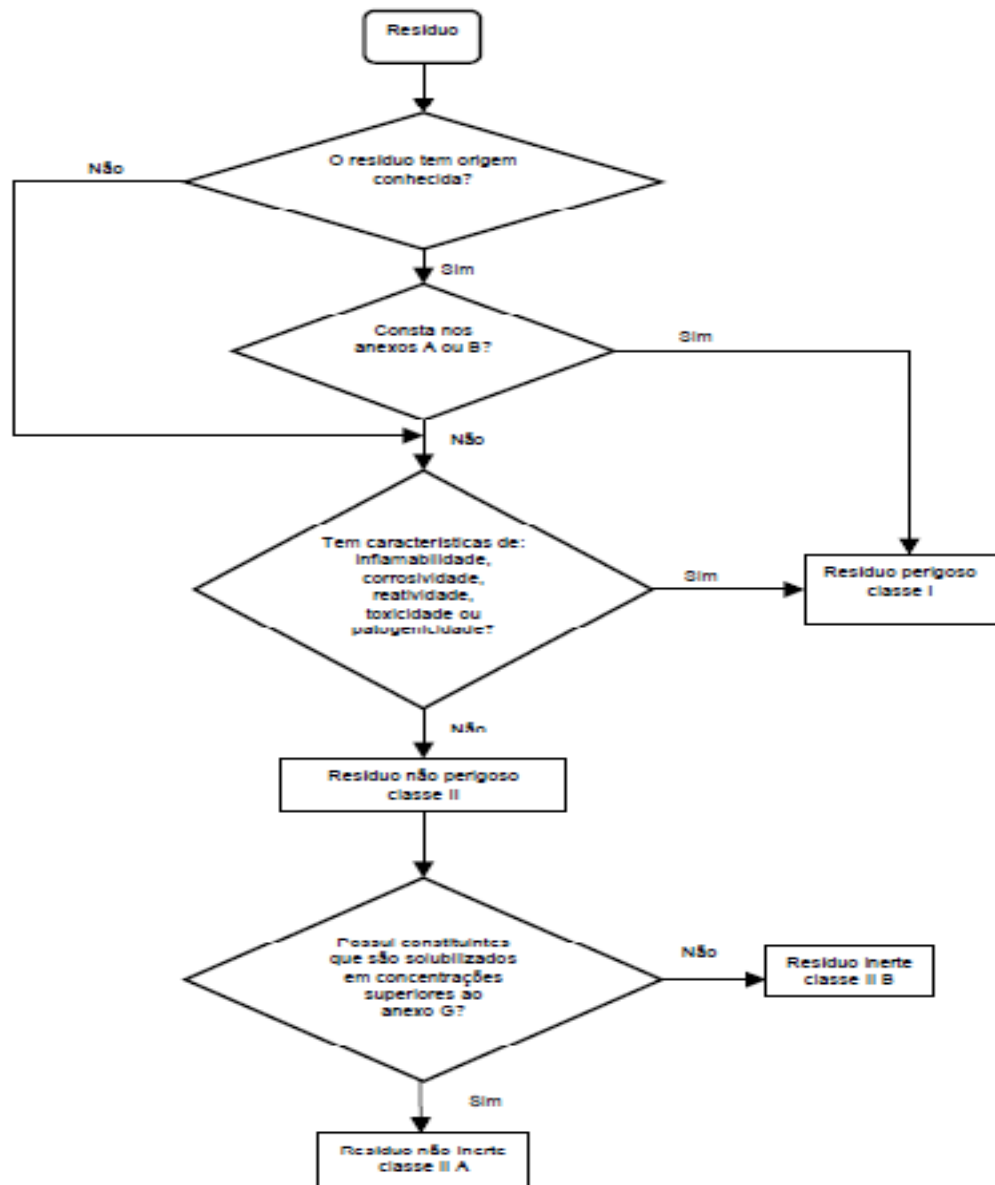 Resíduo
O resíduo tem origem
conhecida?
Não
Sim
Consta nos
anexos A ou B?
Sim
Não
Tem características de:
inflamabilidade,
corrosividade,
reatividade,
toxicidade ou
patogenicidade?
Sim
Resíduo perigoso
classe I
Não
Resíduo não perigoso
classe II
Possui constituintes
que são solubilizados
em concentrações
superiores ao
anexo G?
Não
Resíduo inerte
classe II B
Sim
Resíduo não inerte
classe II A